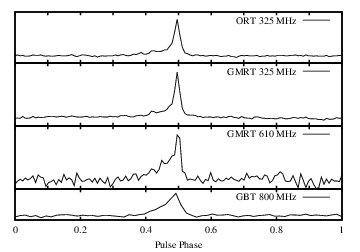 ORT 325 MHz
GMRT 325 MHz
GMRT 610 MHz
GBT 800 MHz
0 0.2 0.4 0.6 0.8 1
Pulse Phase